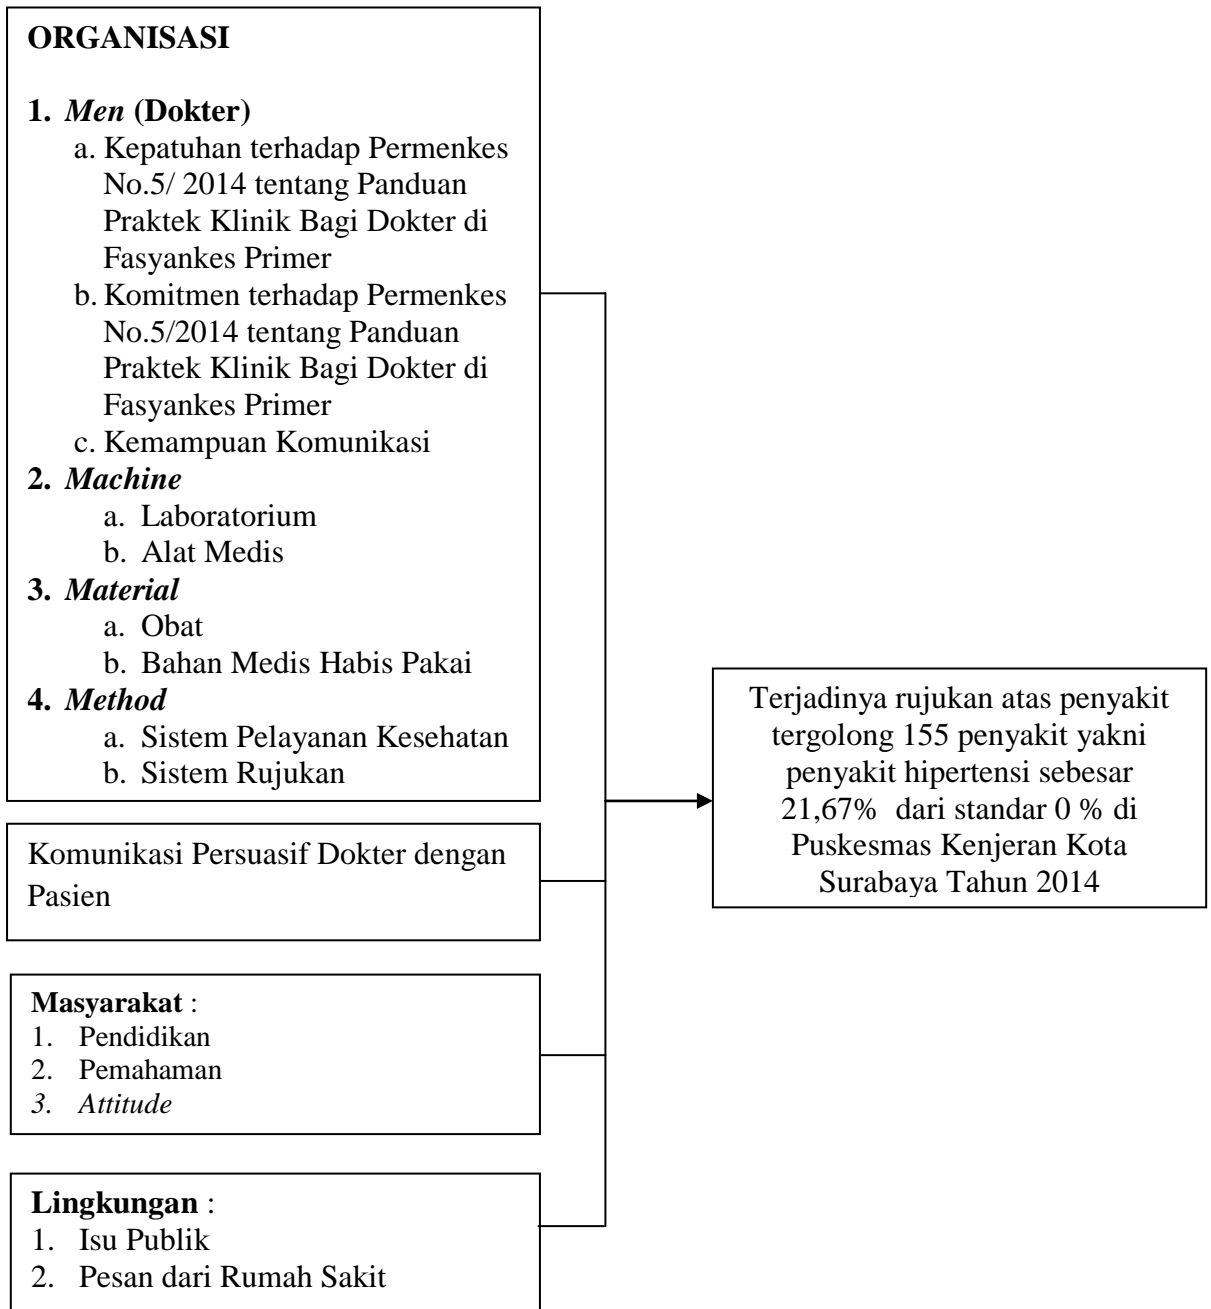 ORGANISASI
1. Men (Dokter)
a. Kepatuhan terhadap Permenkes
No.5/ 2014 tentang Panduan
Praktek Klinik Bagi Dokter di
Fasyankes Primer
b. Komitmen terhadap Permenkes
No.5/2014 tentang Panduan
Praktek Klinik Bagi Dokter di
Fasyankes Primer
c. Kemampuan Komunikasi
2. Machine
a. Laboratorium
b. Alat Medis
3. Material
a. Obat
b. Bahan Medis Habis Pakai
4. Method
a. Sistem Pelayanan Kesehatan
b. Sistem Rujukan
Komunikasi Persuasif Dokter dengan
Pasien
Masyarakat :
1. Pendidikan
2. Pemahaman
3. Attitude
Lingkungan :
1. Isu Publik
2. Pesan dari Rumah Sakit
Terjadinya rujukan atas penyakit
tergolong 155 penyakit yakni
penyakit hipertensi sebesar
21,67% dari standar 0 % di
Puskesmas Kenjeran Kota
Surabaya Tahun 2014